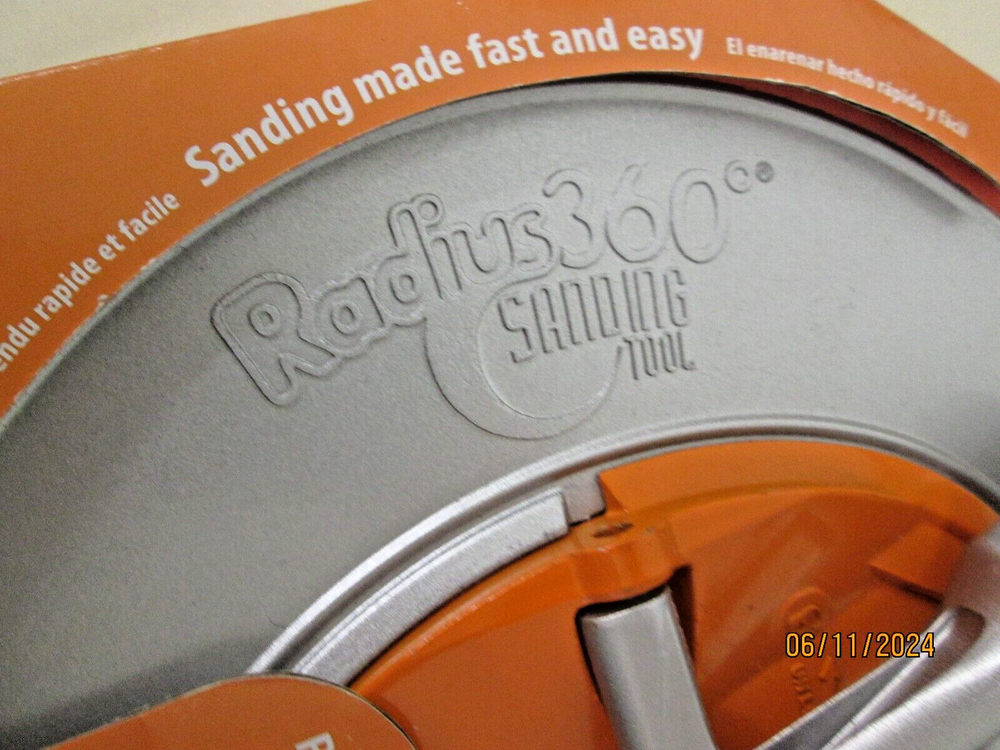 Sanding made fast and easy
El enarenar hecho rápido y fácil
rapide et facile
Radius360°®
SANDING
TOOL
06/11/2024